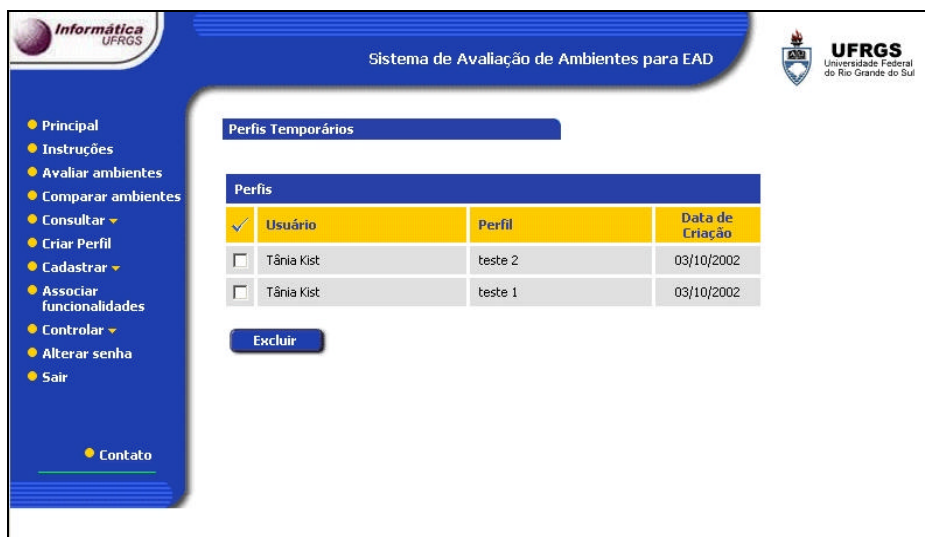 Informática
UFRGS
Sistema de Avaliação de Ambientes para EAD
UFRGS
Universidade Federal
do Rio Grande do Sul
Principal
Instruções
Avaliar ambientes
Comparar ambientes
Consultar
Criar Perfil
Cadastrar
Associar
funcionalidades
Controlar
Alterar senha
Sair
Contato
Perfis Temporários
Perfis
Usuário Perfil Data de
Criação
Tânia Kist teste 2 03/10/2002
Tânia Kist teste 1 03/10/2002
Excluir